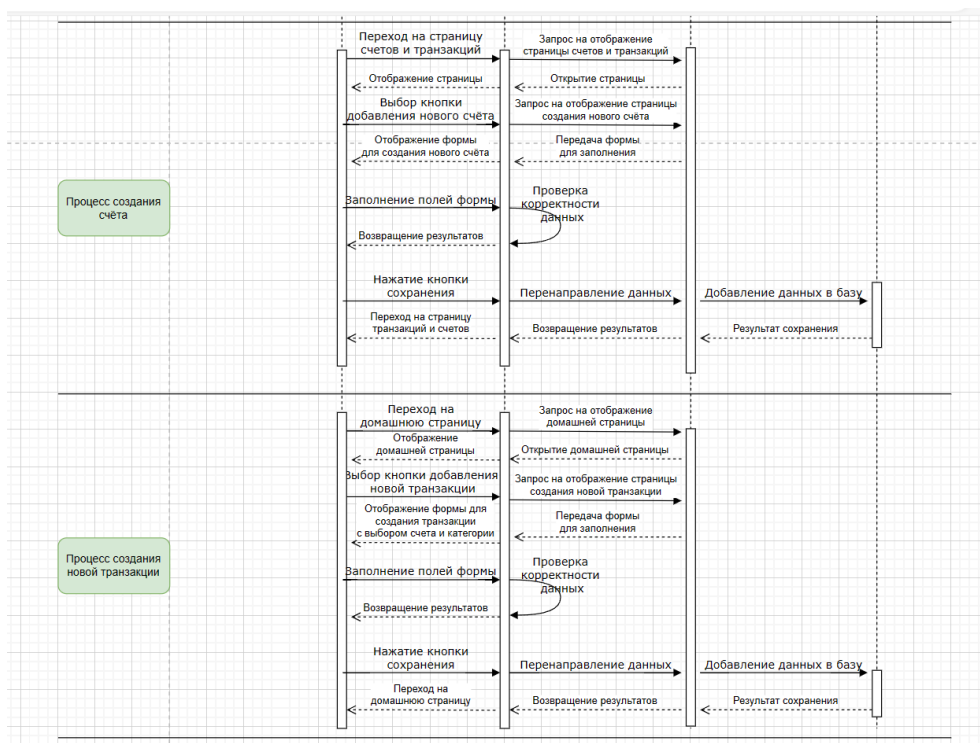 Переход на страницу
счетов и транзакций
Запрос на отображение
страницы счетов и транзакций
Отображение страницы
Открытие страницы
Выбор кнопки
добавления нового счёта
Запрос на отображение страницы
создания нового счёта
Отображение формы
для создания нового счёта
Передача формы
для заполнения
Процесс создания
счёта
Заполнение полей формы
Проверка
корректности
данных
Возвращение результатов
Нажатие кнопки
сохранения
Перенаправление данных
Добавление данных в базу
Переход на страницу
транзакций и счетов
Возвращение результатов
Результат сохранения
Переход на
домашнюю страницу
Запрос на отображение
домашней страницы
Отображение
домашней страницы
Открытие домашней страницы
Выбор кнопки добавления
новой транзакции
Запрос на отображение страницы
создания новой транзакции
Отображение формы для
создания транзакции
с выбором счета и категории
Передача формы
для заполнения
Процесс создания
новой транзакции
Заполнение полей формы
Проверка
корректности
данных
Возвращение результатов
Нажатие кнопки
сохранения
Перенаправление данных
Добавление данных в базу
Переход на
домашнюю страницу
Возвращение результатов
Результат сохранения